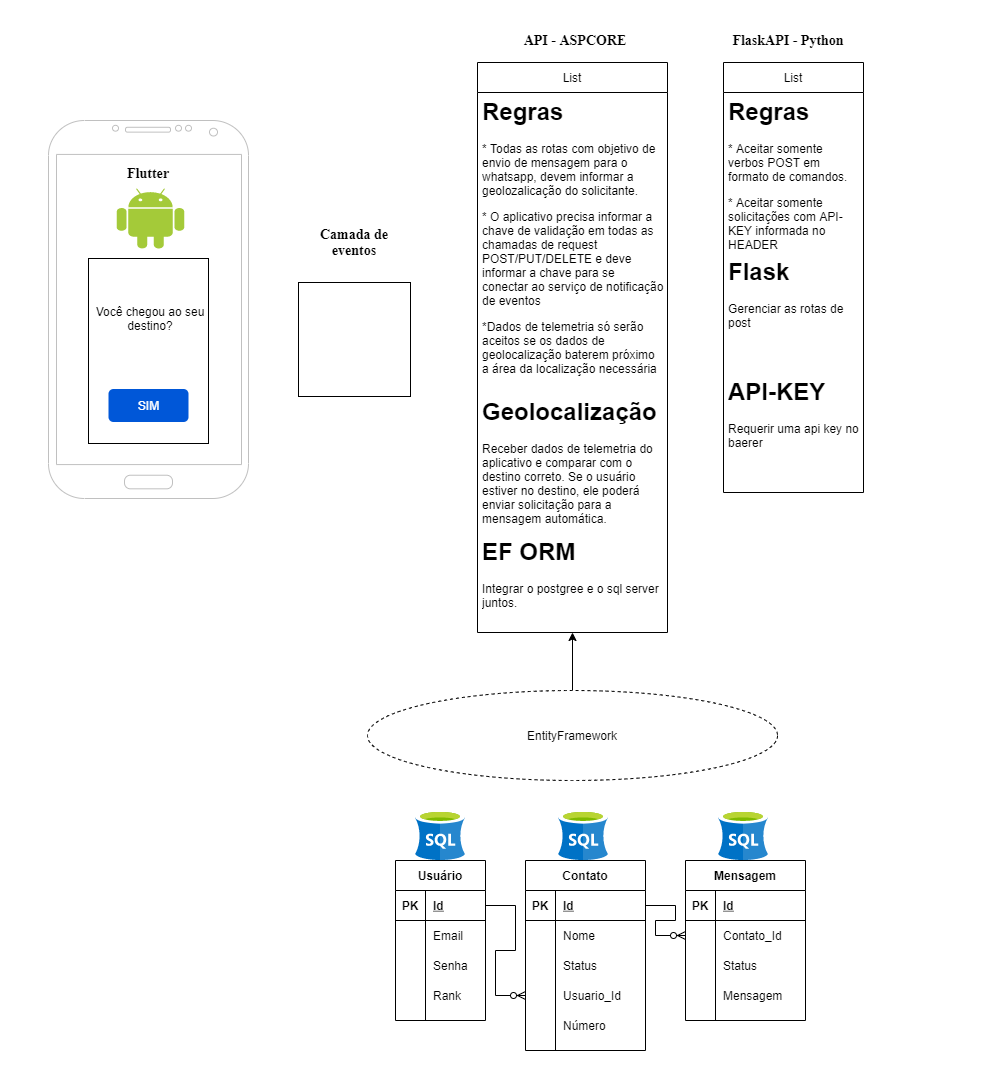 API - ASPCORE
FlaskAPI - Python
Flutter
Você chegou ao seu
destino?
SIM
Camada de
eventos
List
Regras
* Todas as rotas com objetivo de
envio de mensagem para o
whatsapp, devem informar a
geolozalicação do solicitante.
* O aplicativo precisa informar a
chave de validação em todas as
chamadas de request
POST/PUT/DELETE e deve
informar a chave para se
conectar ao serviço de notificação
de eventos
*Dados de telemetria só serão
aceitos se os dados de
geolocalização baterem próximo
a área da localização necessária
Geolocalização
Receber dados de telemetria do
aplicativo e comparar com o
destino correto. Se o usuário
estiver no destino, ele poderá
enviar solicitação para a
mensagem automática.
EF ORM
Integrar o postgree e o sql server
juntos.
List
Regras
* Aceitar somente
verbos POST em
formato de comandos.
* Aceitar somente
solicitações com API-
KEY informada no
HEADER
Flask
Gerenciar as rotas de
post
API-KEY
Requerir uma api key no
baerer
EntityFramework
SQL
Usuário
PK Id
Email
Senha
Rank
SQL
Contato
PK Id
Nome
Status
Usuario_Id
Número
SQL
Mensagem
PK Id
Contato_Id
Status
Mensagem